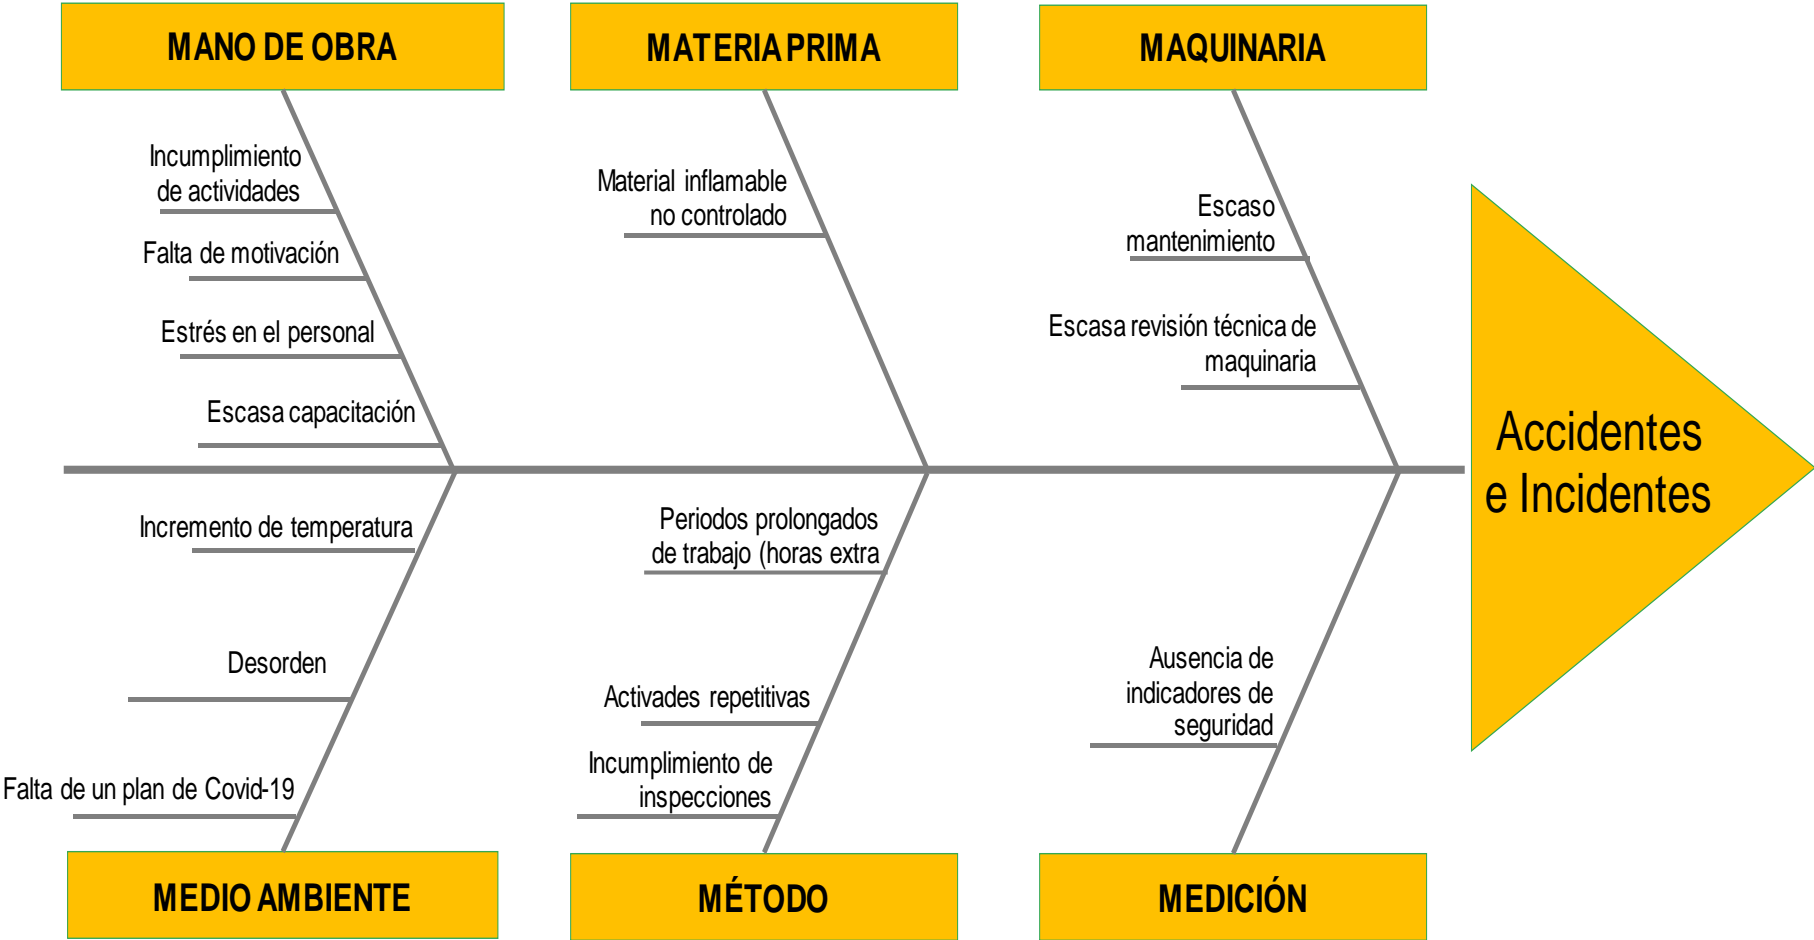 MANO DE OBRA
MATERIA PRIMA
MAQUINARIA
Incumplimiento
de actividades
Falta de motivación
Estrés en el personal
Escasa capacitación
Material inflamable
no controlado
Escaso
mantenimiento
Escasa revisión técnica de
maquinaria
Accidentes
e Incidentes
Incremento de temperatura
Desorden
Falta de un plan de Covid-19
Periodos prolongados
de trabajo (horas extra
Activades repetitivas
Incumplimiento de
inspecciones
Ausencia de
indicadores de
seguridad
MEDIO AMBIENTE
MÉTODO
MEDICIÓN